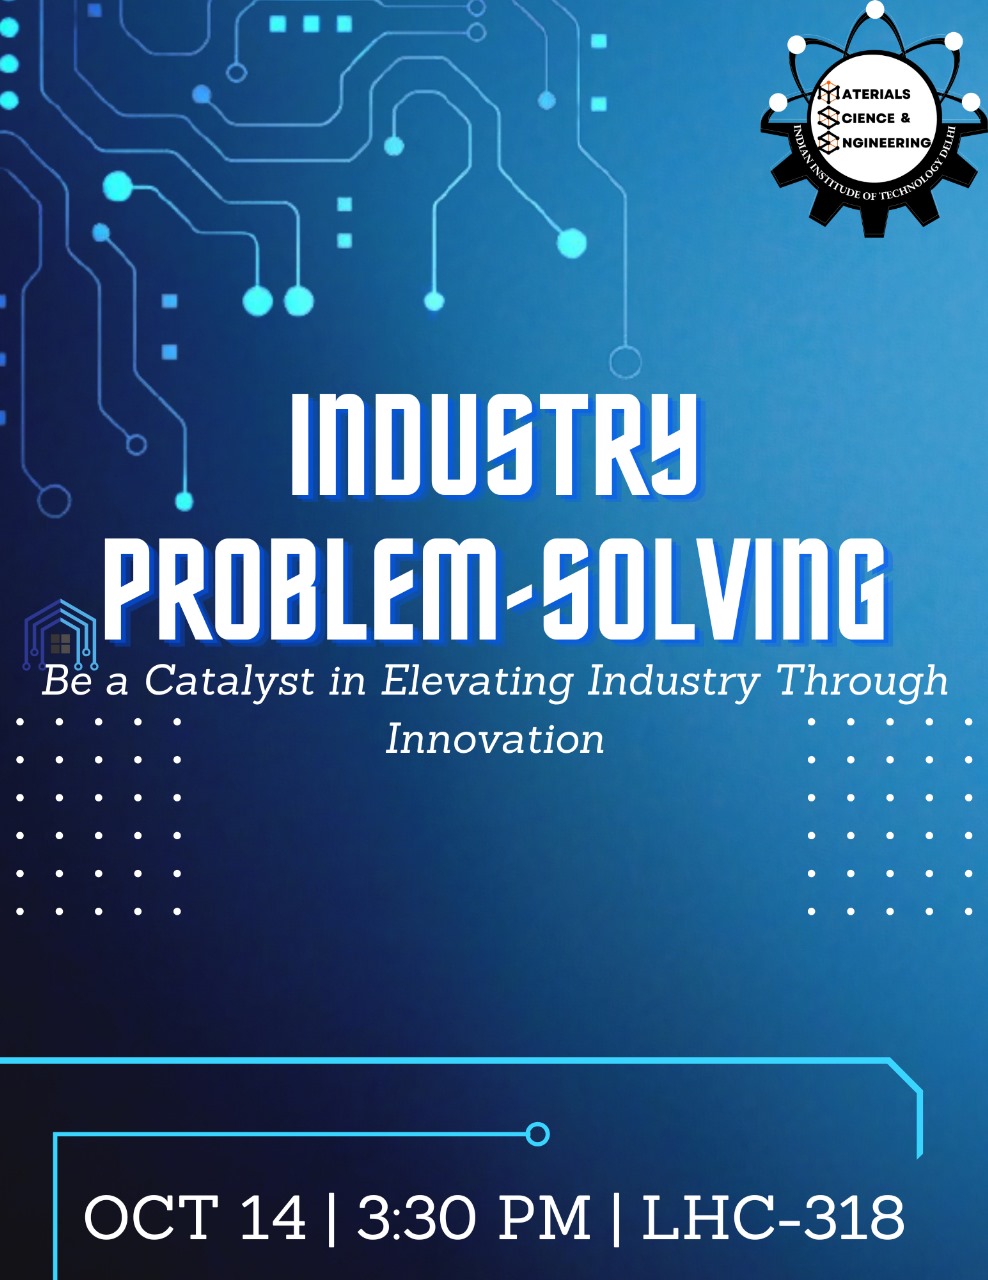 MATERIALS
SCIENCE &
ENGINEERING
INDIAN INSTITUDE OF TECHNOLOGY DELHI
INDUSTRY
PROBLEM-SOLVING
Be a Catalyst in Elevating Industry Through
Innovation
OCT 14 | 3:30 PM | LHC-318